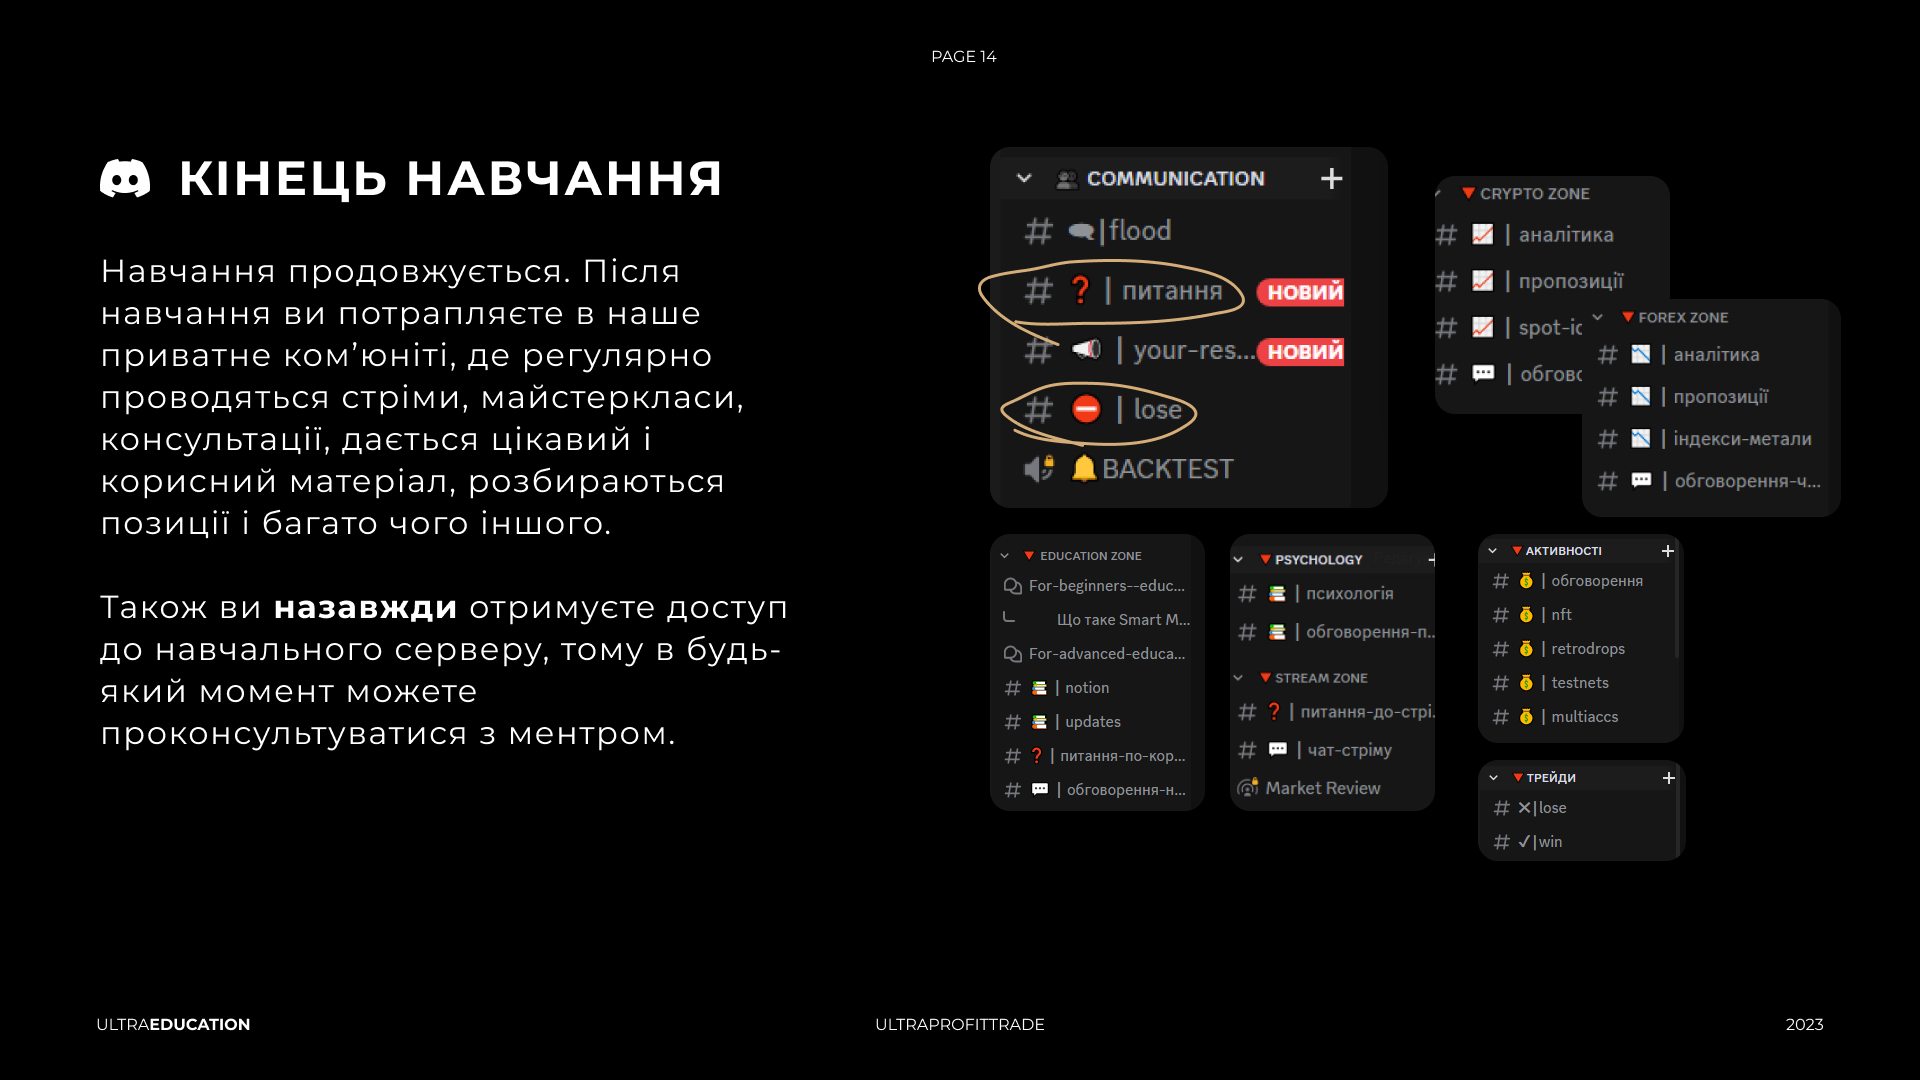 PAGE 14
КІНЕЦЬ НАВЧАННЯ
Навчання продовжується. Після
навчання ви потрапляєте в наше
приватне ком’юніті, де регулярно
проводяться стріми, майстеркласи,
консультації, дається цікавий і
корисний матеріал, розбираються
позиції і багато чого іншого.
Також ви назавжди отримуєте доступ
до навчального серверу, тому в будь-
який момент можете
проконсультуватися з ментром.
COMMUNICATION
# |flood
# ❓ | питання НОВИЙ
# | your-res... НОВИЙ
# ⛔ | lose
BACKTEST
CRYPTO ZONE
# | аналітика
# | пропозиції
# | spot-ic
# | обгово
FOREX ZONE
# | аналітика
# | пропозиції
# | індекси-метали
# | обговорення-ч...
EDUCATION ZONE
For-beginners--educ...
Що таке Smart M...
For-advanced-educa...
# | notion
# | updates
# ❓ | питання-по-кор...
# | обговорення-н...
PSYCHOLOGY
# | психологія
# | обговорення-п..
STREAM ZONE
# ❓ | питання-до-стрі.
# | чат-стріму
Market Review
АКТИВНОСТІ
# | обговорення
# | nft
# | retrodrops
# | testnets
# | multiaccs
ТРЕЙДИ
# ✕|lose
# ✓|win
ULTRAEDUCATION
ULTRAPROFITTRADE
2023